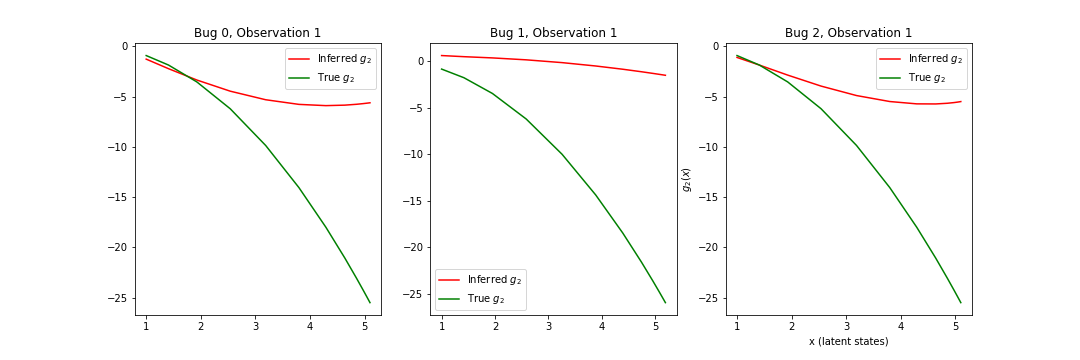 Bug 0, Observation 1
0
−5
−10
−15
−20
−25
1 2 3 4 5
Inferred g₂
True g₂
Bug 1, Observation 1
0
−5
−10
−15
−20
−25
1 2 3 4 5
Inferred g₂
True g₂
Bug 2, Observation 1
g₂(x)
0
−5
−10
−15
−20
−25
1 2 3 4 5
x (latent states)
Inferred g₂
True g₂